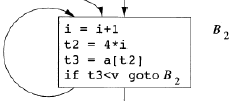 i = i+1
t2 = 4*i
t3 = a[t2]
if t3<v goto B2
B2